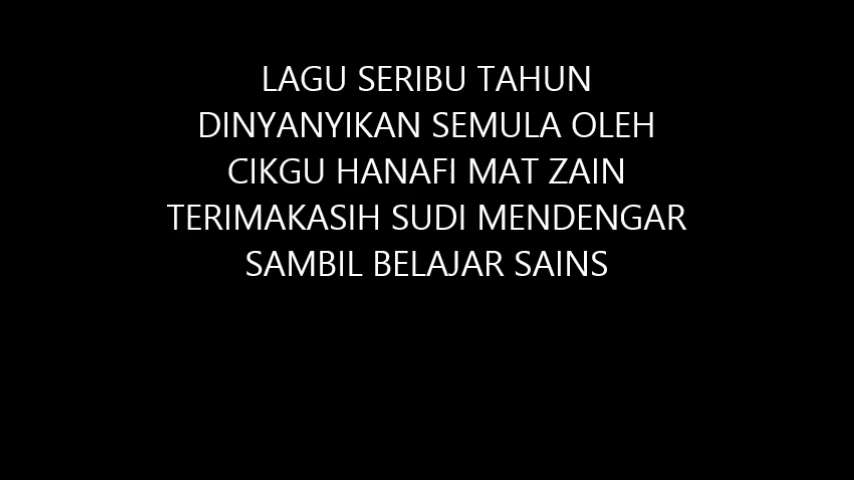 LAGU SERIBU TAHUN
DINYANYIKAN SEMULA OLEH
CIKGU HANAFI MAT ZAIN
TERIMAKASIH SUDI MENDENGAR
SAMBIL BELAJAR SAINS